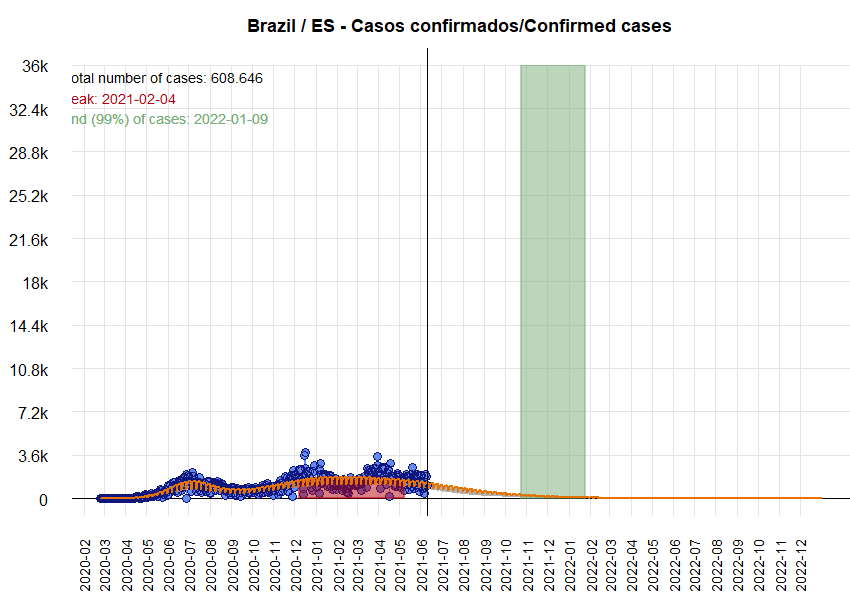 Brazil / ES - Casos confirmados/Confirmed cases
36k
otal number of cases: 608.646
eak: 2021-02-04
32.4k
nd (99%) of cases: 2022-01-09
28.8k
25.2k
21.6k
18k
14.4k
10.8k
7.2k
3.6k
0
2020-02
2020-03
2020-04
2020-05
2020-06
2020-07
2020-08
2020-09
2020-10
2020-11
2020-12
2021-01
2021-02
2021-03
2021-04
2021-05
2021-06
2021-07
2021-08
2021-09
2021-10
2021-11
2021-12
2022-01
2022-02
2022-03
2022-04
2022-05
2022-06
2022-07
2022-08
2022-09
2022-10
2022-11
2022-12